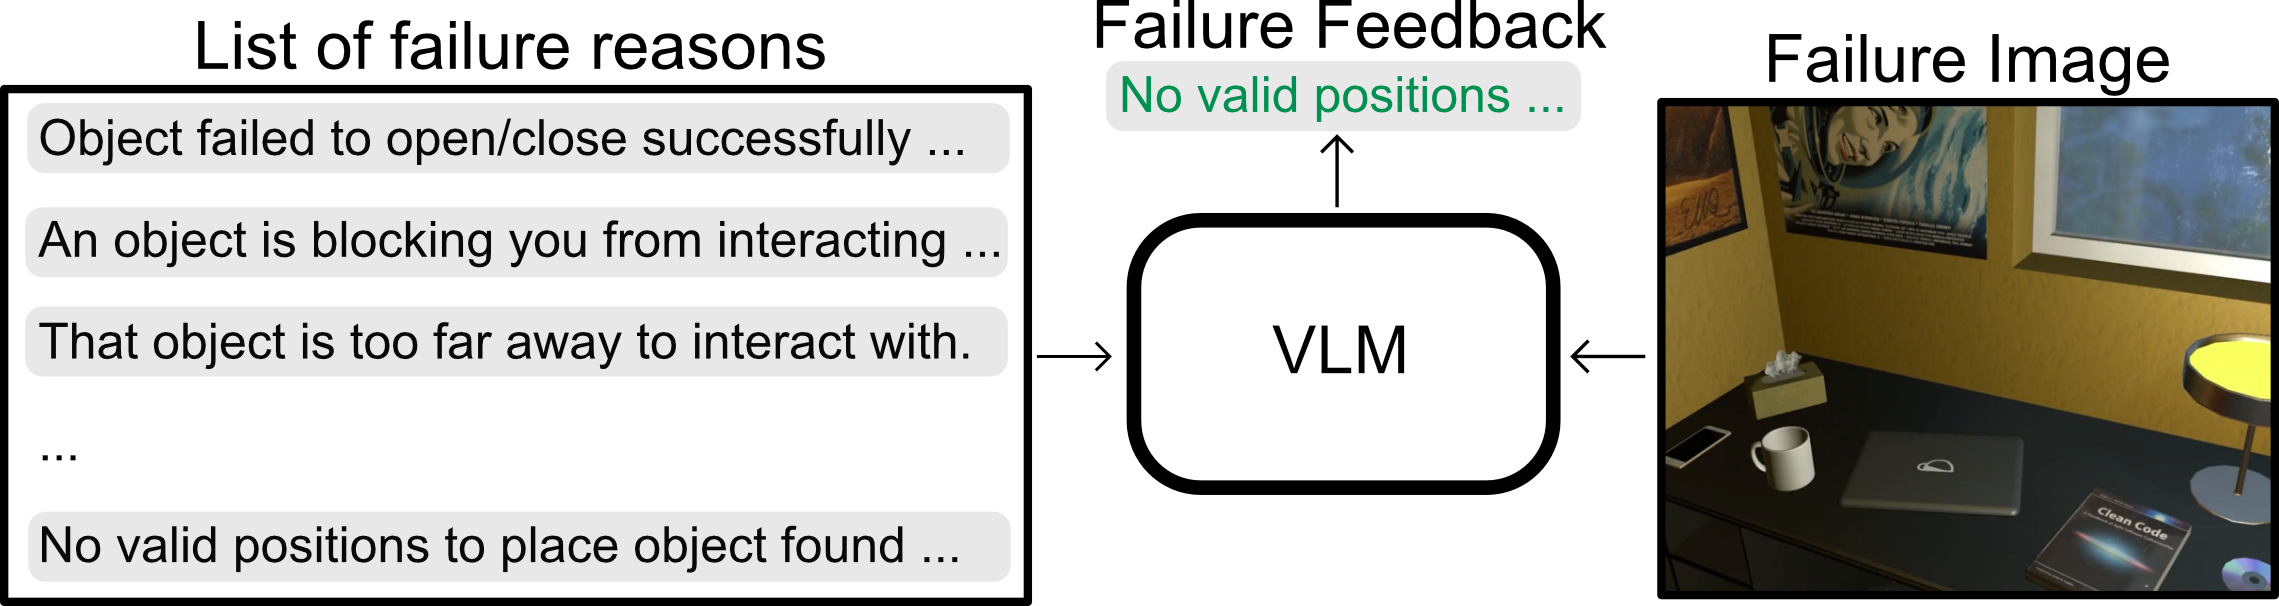 List of failure reasons
Object failed to open/close successfully ...
An object is blocking you from interacting ...
That object is too far away to interact with.
...
No valid positions to place object found ...
Failure Feedback
No valid positions ...
VLM
Failure Image
Clean Code